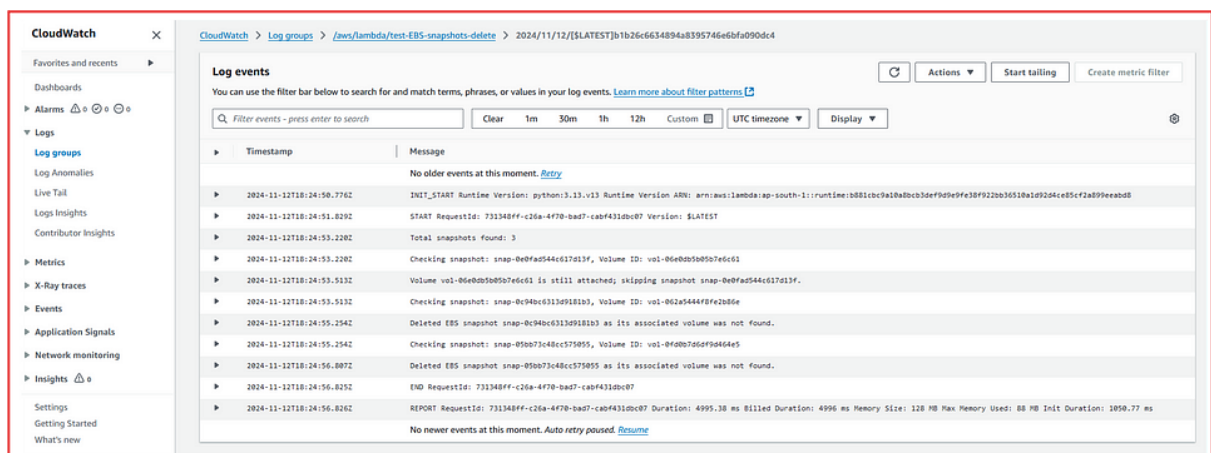 CloudWatch
Favorites and recents
Dashboards
Alarms 0 0 0
Logs
Log groups
Log Anomalies
Live Tail
Logs Insights
Contributor Insights
Metrics
X-Ray traces
Events
Application Signals
Network monitoring
Insights 0
Settings
Getting Started
What's new
CloudWatch > Log groups > /aws/lambda/test-EBS-snapshots-delete > 2024/11/12/[$LATEST]b1b26c6634894a8395746e6bfa090dc4
Log events
Actions Start tailing Create metric filter
You can use the filter bar below to search for and match terms, phrases, or values in your log events. Learn more about filter patterns
Filter events - press enter to search Clear 1m 30m 1h 12h Custom UTC timezone Display
Timestamp Message
No older events at this moment. Retry
2024-11-12T18:24:50.776Z INIT_START Runtime Version: python:3.13.v13 Runtime Version ARN: arn:aws:lambda:ap-south-1::runtime:
2024-11-12T18:24:51.829Z START RequestId: 731348ff-c26a-4f70-bad7-cabf431dbc07 Version: $LATEST
2024-11-12T18:24:53.220Z Total snapshots found: 3
2024-11-12T18:24:53.220Z Checking snapshot: snap-0e0fad544c617d13f, Volume ID: vol-06e0db5b05b7e6c61
2024-11-12T18:24:53.513Z Volume vol-06e0db5b05b7e6c61 is still attached; skipping snapshot snap-0e0fad544c617d13f.
2024-11-12T18:24:53.513Z Checking snapshot: snap-0c94bc6313d9181b3, Volume ID: vol-062a5444f8fe2b86e
2024-11-12T18:24:55.254Z Deleted EBS snapshot snap-0c94bc6313d9181b3 as its associated volume was not found.
2024-11-12T18:24:55.254Z Checking snapshot: snap-05bb73c48cc575055, Volume ID: vol-0fd0b7d6df9d464e5
2024-11-12T18:24:56.807Z Deleted EBS snapshot snap-05bb73c48cc575055 as its associated volume was not found.
2024-11-12T18:24:56.825Z END RequestId: 731348ff-c26a-4f70-bad7-cabf431dbc07
2024-11-12T18:24:56.826Z REPORT RequestId: 731348ff-c26a-4f70-bad7-cabf431dbc07 Duration: 4995.38 ms Billed Duration: 4996 ms Memory Size: 128 MB Max Memory Used: 88 MB Init Duration: 1050.77 ms
No newer events at this moment. Auto retry paused. Resume